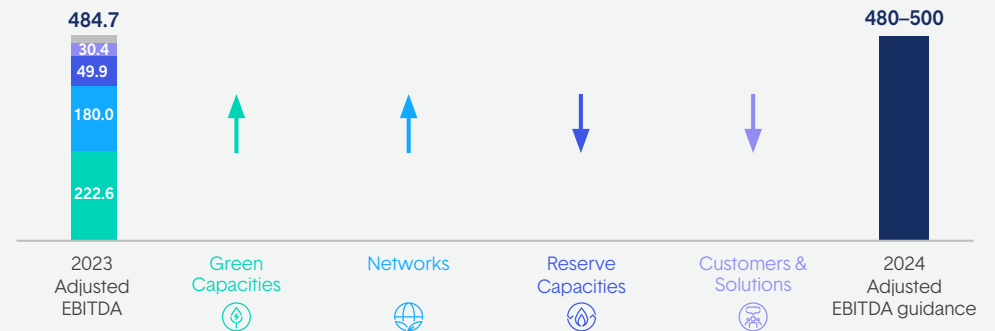 484.7
480–500
30.4
49.9
180.0
222.6
2023
Adjusted
EBITDA
Green
Capacities
Networks
Reserve
Capacities
Customers &
Solutions
2024
Adjusted
EBITDA guidance